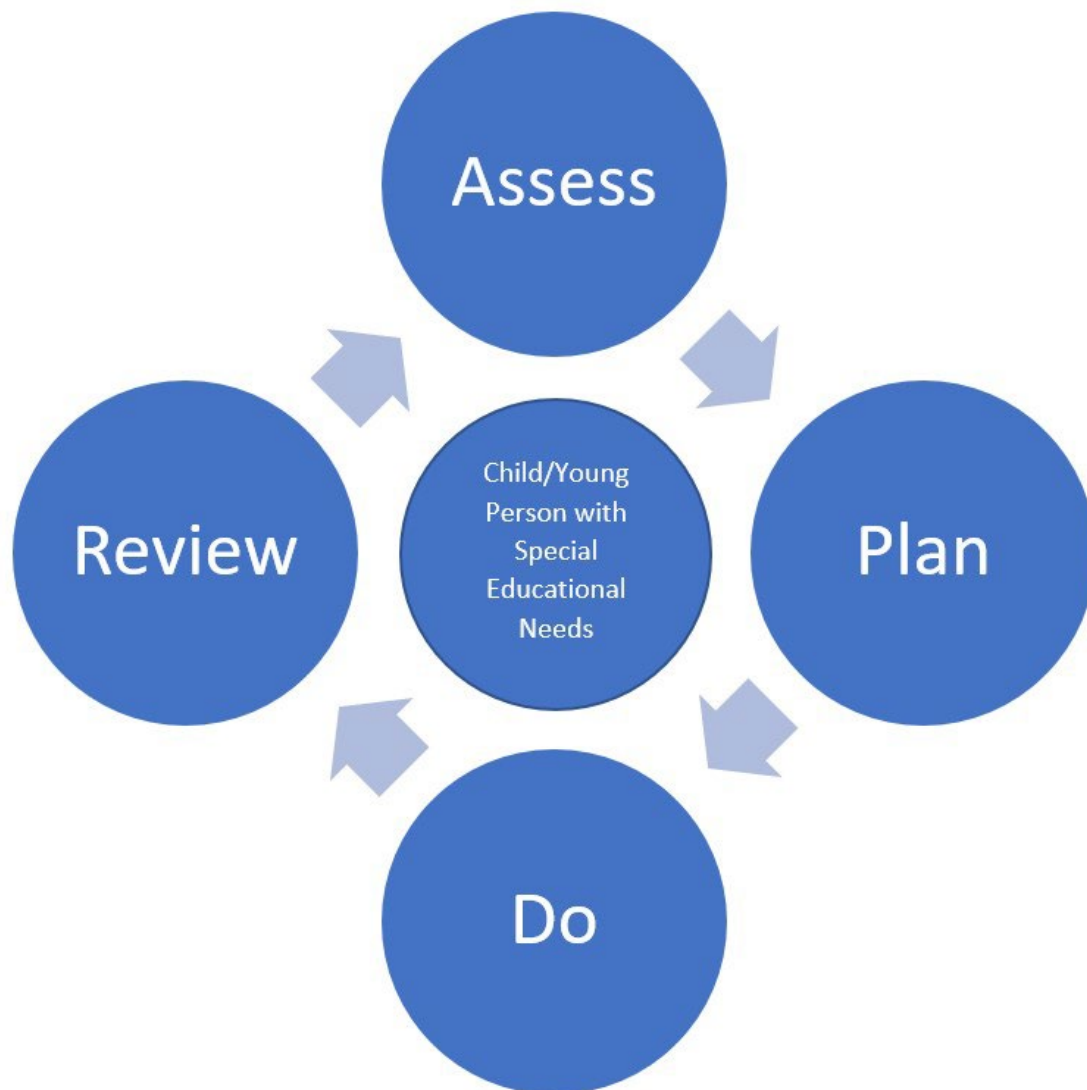 Assess
Review
Child/Young
Person with
Special
Educational
Needs
Plan
Do